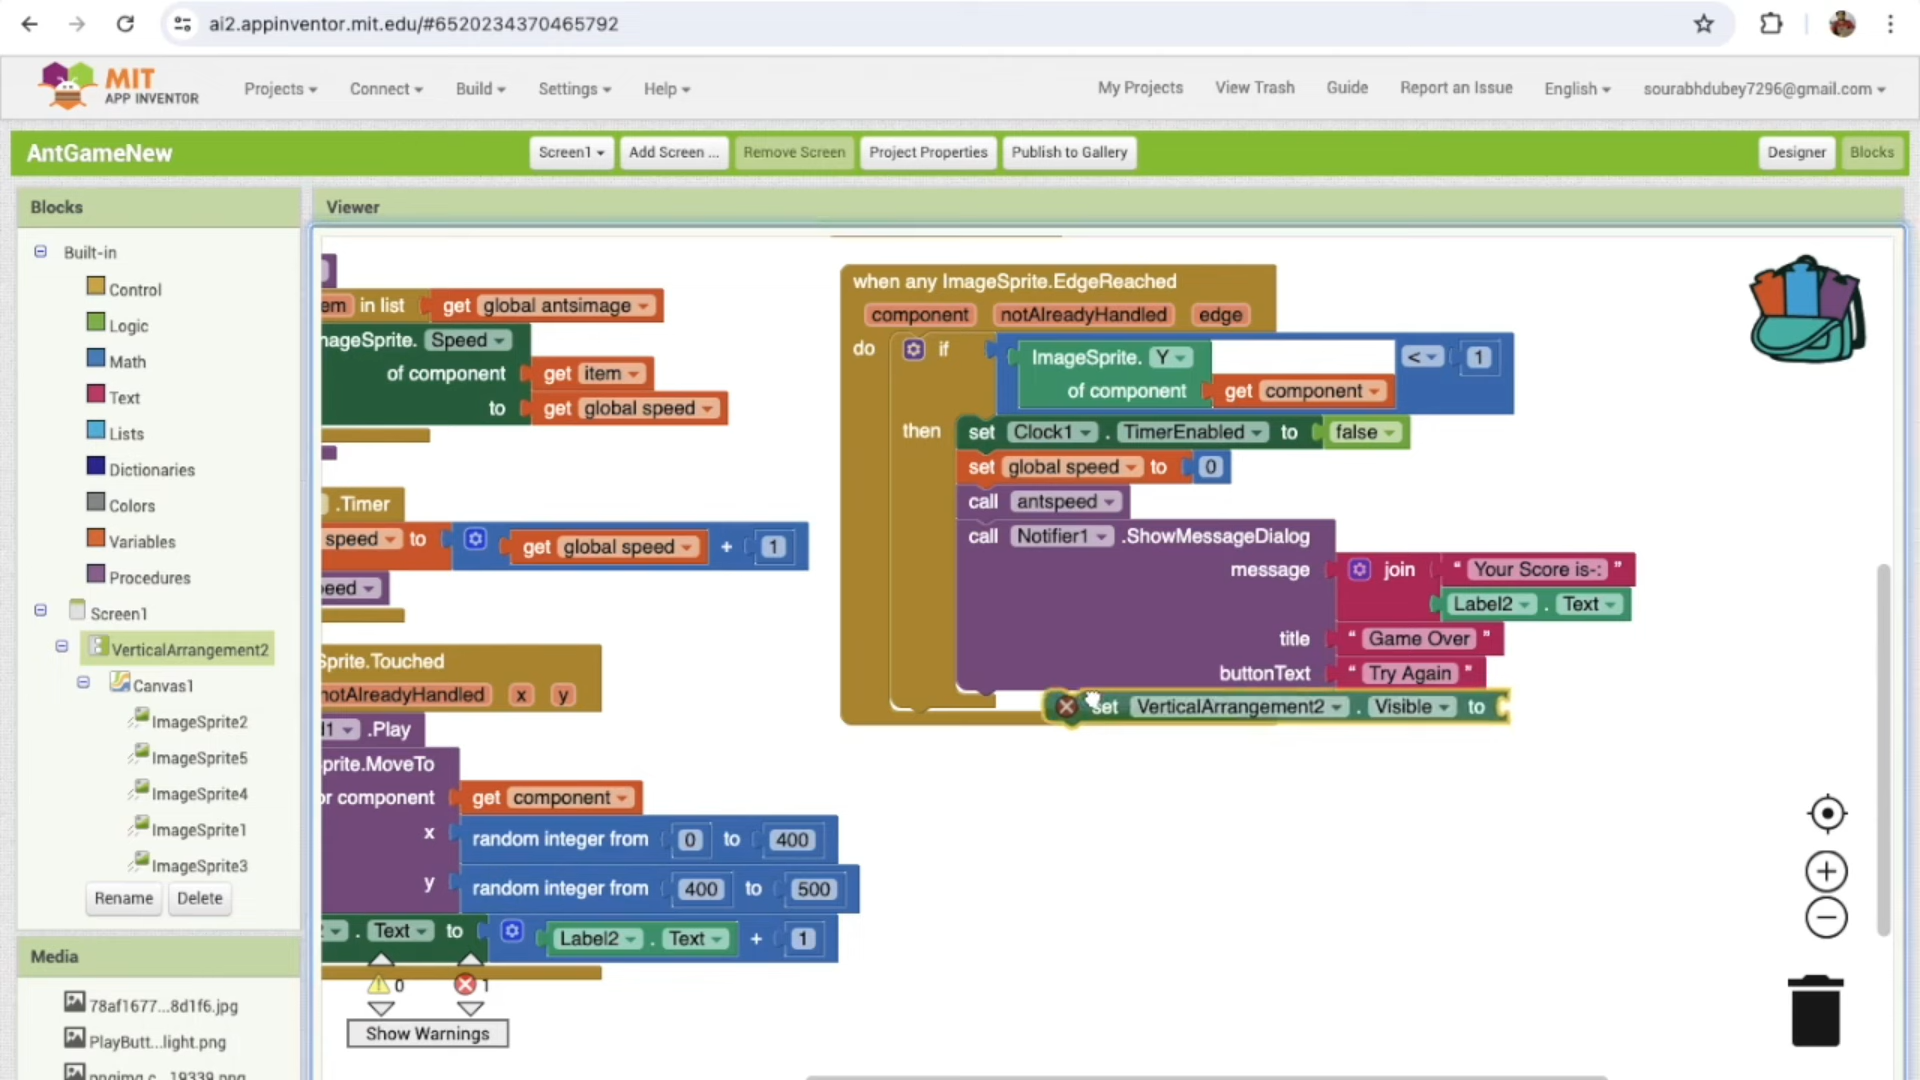 ai2.appinventor.mit.edu/#6520234370465792
MIT
APP INVENTOR
Projects
Connect
Build
Settings
Help
My Projects
View Trash
Guide
Report an Issue
English
sourabhdubey7296@gmail.com
AntGameNew
Screen1
Add Screen ...
Remove Screen
Project Properties
Publish to Gallery
Designer
Blocks
Blocks
Built-in
Control
Logic
Math
Text
Lists
Dictionaries
Colors
Variables
Procedures
Screen1
VerticalArrangement2
Canvas1
ImageSprite2
ImageSprite5
ImageSprite4
ImageSprite1
ImageSprite3
Rename
Delete
Media
78af1677...8d1f6.jpg
PlayButt...light.png
pngimg.c...19339.png
Viewer
em in list get global antsimage
nageSprite. Speed
of component get item
to get global speed
.Timer
speed to get global speed + 1
eed
Sprite.Touched
notAlreadyHandled x y
d1 .Play
prite.MoveTo
or component get component
x random integer from 0 to 400
y random integer from 400 to 500
2 . Text to Label2 . Text + 1
0 1
Show Warnings
when any ImageSprite.EdgeReached
component notAlreadyHandled edge
do if ImageSprite. Y < 1
of component get component
then set Clock1 . TimerEnabled to false
set global speed to 0
call antspeed
call Notifier1 .ShowMessageDialog
message join “ Your Score is-: ”
Label2 . Text
title “ Game Over ”
buttonText “ Try Again ”
set VerticalArrangement2 . Visible to